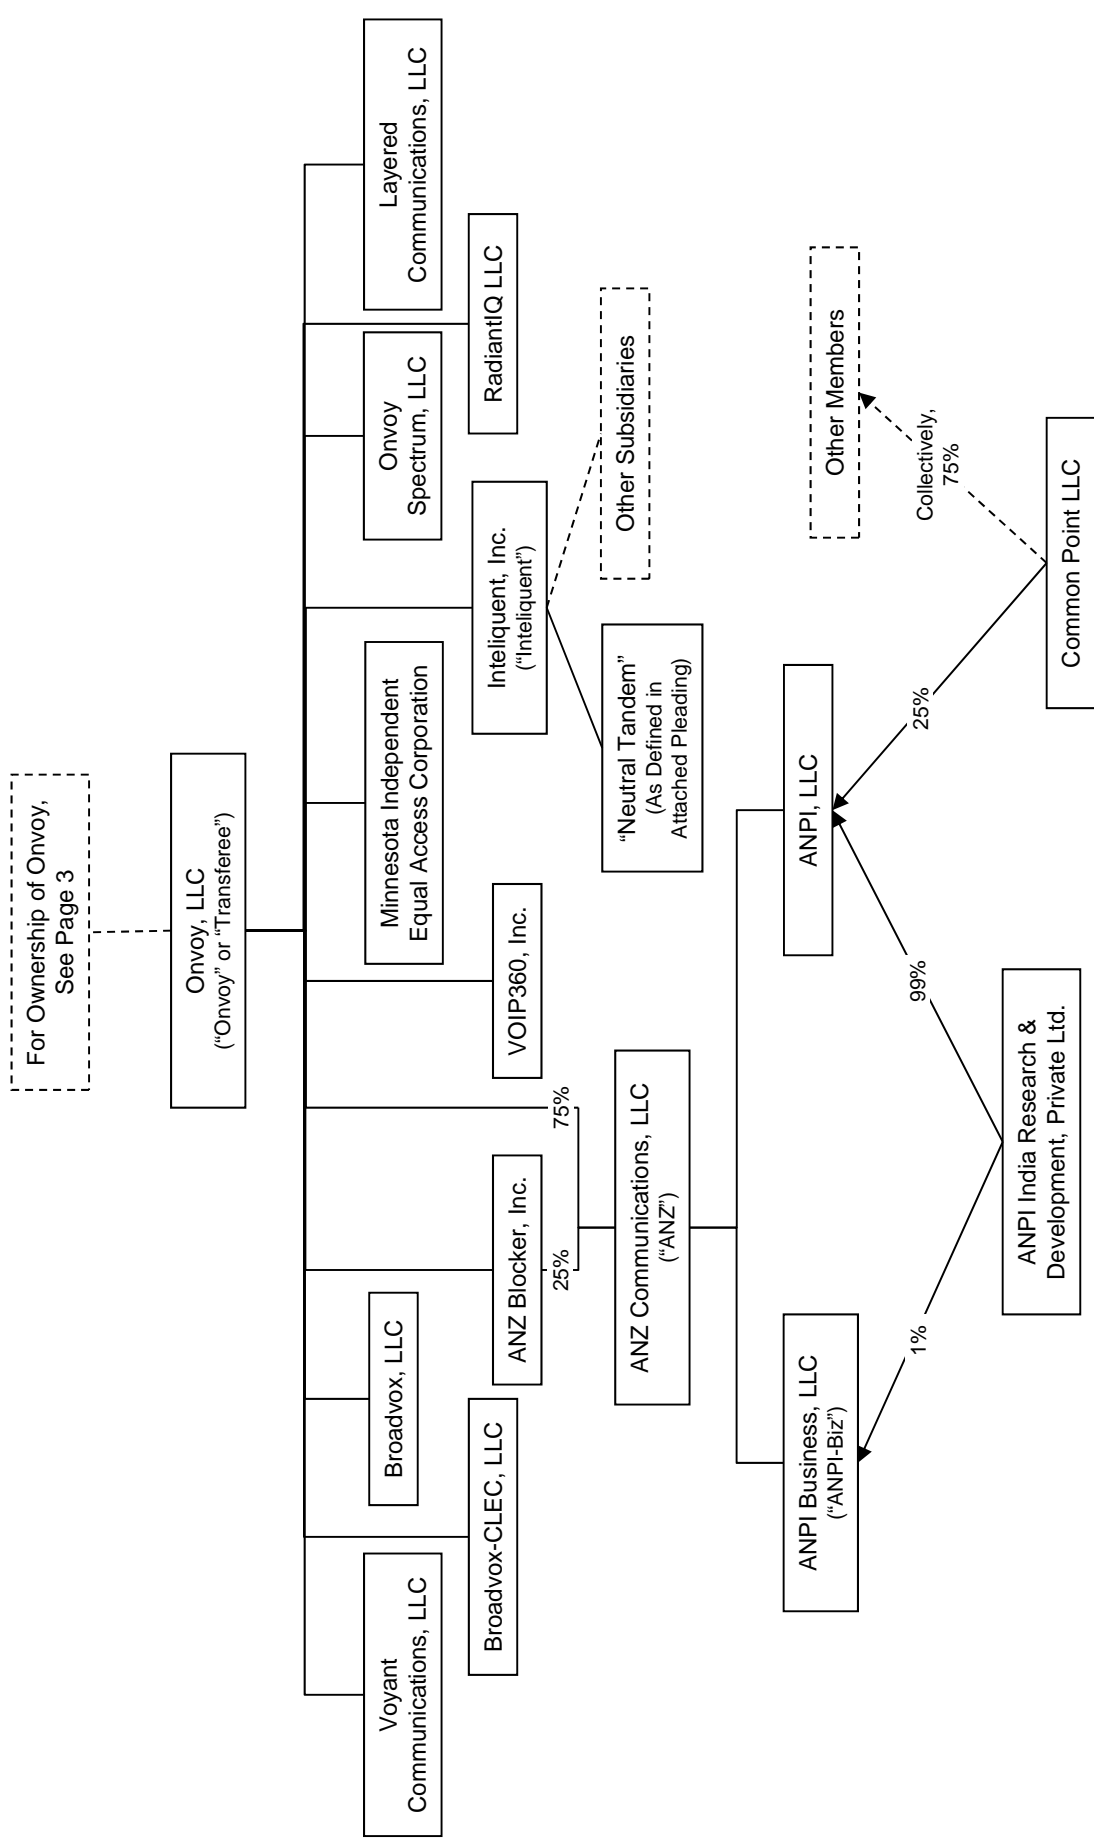 For Ownership of Onvoy,
See Page 3
Onvoy, LLC
(“Onvoy” or “Transferee”)
Voyant
Communications, LLC
Broadvox, LLC
Minnesota Independent
Equal Access Corporation
Onvoy
Spectrum, LLC
Layered
Communications, LLC
Broadvox-CLEC, LLC
ANZ Blocker, Inc.
VOIP360, Inc.
Inteliquent, Inc.
(“Inteliquent”)
RadiantIQ LLC
25%
75%
ANZ Communications, LLC
(“ANZ”)
“Neutral Tandem”
(As Defined in
Attached Pleading)
Other Subsidiaries
ANPI Business, LLC
(“ANPI-Biz”)
ANPI, LLC
Other Members
1%
99%
25%
Collectively,
75%
ANPI India Research &
Development, Private Ltd.
Common Point LLC